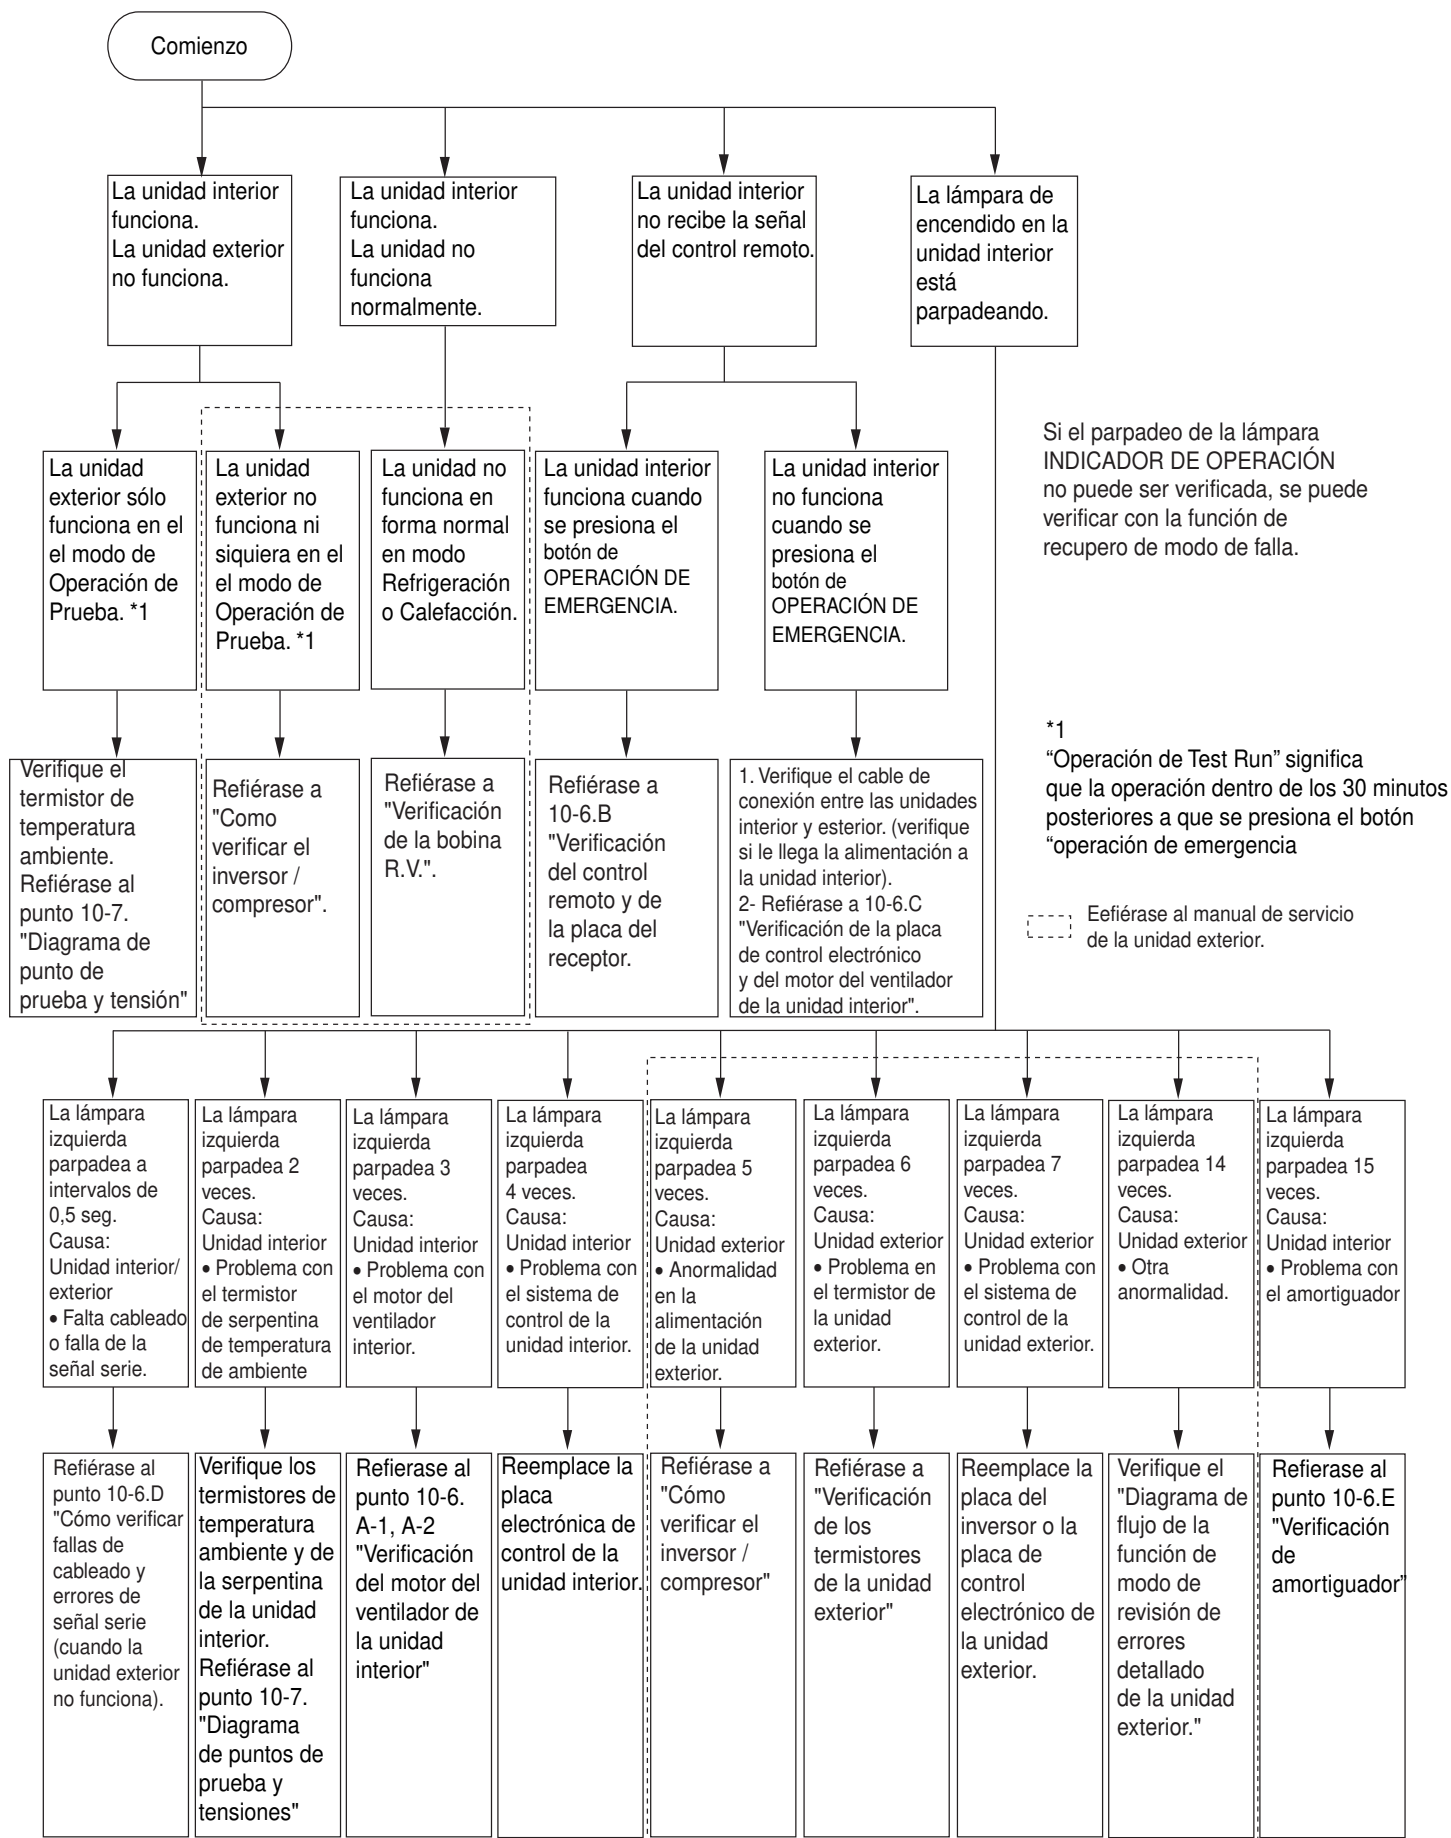 Comienzo
La unidad interior
funciona.
La unidad exterior
no funciona.
La unidad interior
funciona.
La unidad no
funciona
normalmente.
La unidad interior
no recibe la señal
del control remoto.
La lámpara de
encendido en la
unidad interior
está
parpadeando.
La unidad
exterior sólo
funciona en el
el modo de
Operación de
Prueba. *1
La unidad
exterior no
funciona ni
siquiera en el
el modo de
Operación de
Prueba. *1
La unidad no
funciona en
forma normal
en modo
Refrigeración
o Calefacción.
La unidad interior
funciona cuando
se presiona el
botón de
OPERACIÓN DE
EMERGENCIA.
La unidad interior
no funciona
cuando se
presiona el
botón de
OPERACIÓN DE
EMERGENCIA.
Si el parpadeo de la lámpara
INDICADOR DE OPERACIÓN
no puede ser verificada, se puede
verificar con la función de
recupero de modo de falla.
Verifique el
termistor de
temperatura
ambiente.
Refiérase al
punto 10-7.
"Diagrama de
punto de
prueba y tensión"
Refiérase a
"Como
verificar el
inversor /
compresor".
Refiérase a
"Verificación
de la bobina
R.V.".
Refiérase a
10-6.B
"Verificación
del control
remoto y de
la placa del
receptor.
1. Verifique el cable de
conexión entre las unidades
interior y esterior. (verifique
si le llega la alimentación a
la unidad interior).
2- Refiérase a 10-6.C
"Verificación de la placa
de control electrónico
y del motor del ventilador
de la unidad interior".
*1
“Operación de Test Run” significa
que la operación dentro de los 30 minutos
posteriores a que se presiona el botón
“operación de emergencia
Eefiérase al manual de servicio
de la unidad exterior.
La lámpara
izquierda
parpadea a
intervalos de
0,5 seg.
Causa:
Unidad interior/
exterior
• Falta cableado
o falla de la
señal serie.
La lámpara
izquierda
parpadea 2
veces.
Causa:
Unidad interior
• Problema con
el termistor
de serpentina
de temperatura
de ambiente
La lámpara
izquierda
parpadea 3
veces.
Causa:
Unidad interior
• Problema con
el motor del
ventilador
interior.
La lámpara
izquierda
parpadea
4 veces.
Causa:
Unidad interior
• Problema con
el sistema de
control de la
unidad interior.
La lámpara
izquierda
parpadea 5
veces.
Causa:
Unidad exterior
• Anormalidad
en la
alimentación
de la unidad
exterior.
La lámpara
izquierda
parpadea 6
veces.
Causa:
Unidad exterior
• Problema en
el termistor de
la unidad
exterior.
La lámpara
izquierda
parpadea 7
veces.
Causa:
Unidad exterior
• Problema con
el sistema de
control de la
unidad exterior.
La lámpara
izquierda
parpadea 14
veces.
Causa:
Unidad exterior
• Otra
anormalidad.
La lámpara
izquierda
parpadea 15
veces.
Causa:
Unidad interior
• Problema con
el amortiguador
Refiérase al
punto 10-6.D
"Cómo verificar
fallas de
cableado y
errores de
señal serie
(cuando la
unidad exterior
no funciona).
Verifique los
termistores de
temperatura
ambiente y de
la serpentina
de la unidad
interior.
Refiérase al
punto 10-7.
"Diagrama
de puntos de
prueba y
tensiones"
Refierase al
punto 10-6.
A-1, A-2
"Verificación
del motor del
ventilador de
la unidad
interior"
Reemplace la
placa
electrónica de
control de la
unidad interior.
Refiérase a
"Cómo
verificar el
inversor /
compresor"
Refiérase a
"Verificación
de los
termistores
de la unidad
exterior"
Reemplace la
placa del
inversor o la
placa de
control
electrónico de
la unidad
exterior.
Verifique el
"Diagrama de
flujo de la
función de
modo de
revisión de
errores
detallado
de la unidad
exterior."
Refierase al
punto 10-6.E
"Verificación
de
amortiguador”